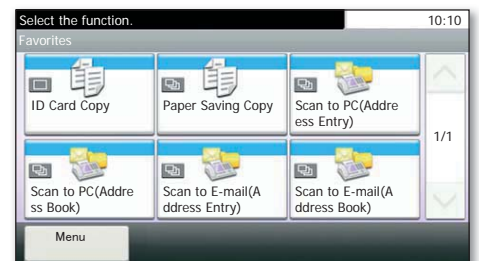 Select the function.
10:10
Favorites
ID Card Copy
Paper Saving Copy
Scan to PC(Addre
ess Entry)
1/1
Scan to PC(Addre
ss Book)
Scan to E-mail(A
ddress Entry)
Scan to E-mail(A
ddress Book)
Menu